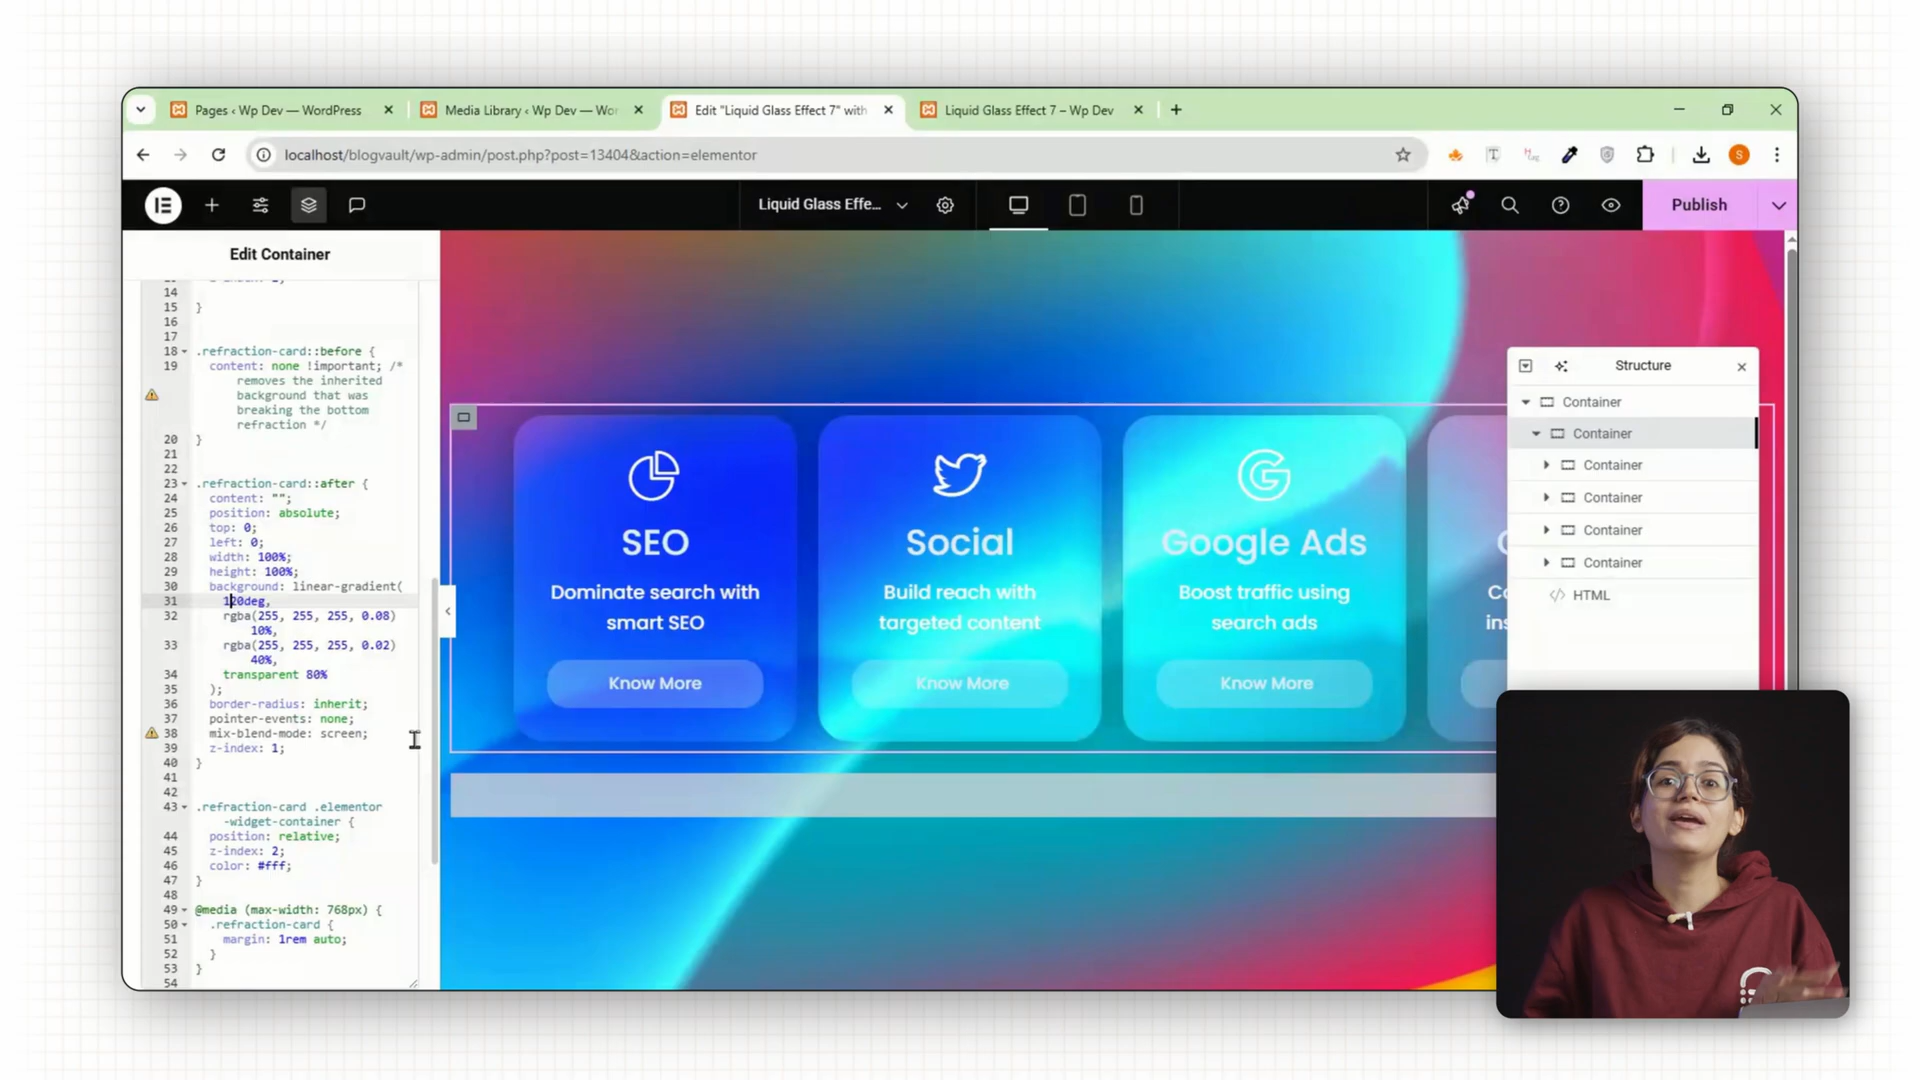 Pages ‹ Wp Dev — WordPress
Media Library ‹ Wp Dev — Wor
Edit "Liquid Glass Effect 7" with
Liquid Glass Effect 7 – Wp Dev
localhost/blogvault/wp-admin/post.php?post=13404&action=elementor
S
Liquid Glass Effe...
Publish
Edit Container
14
15 }
16
17
18 .refraction-card::before {
19 content: none !important; /*
removes the inherited
background that was
breaking the bottom
refraction */
20 }
21
22
23 .refraction-card::after {
24 content: "";
25 position: absolute;
26 top: 0;
27 left: 0;
28 width: 100%;
29 height: 100%;
30 background: linear-gradient(
31 120deg,
32 rgba(255, 255, 255, 0.08)
10%,
33 rgba(255, 255, 255, 0.02)
40%,
34 transparent 80%
35 );
36 border-radius: inherit;
37 pointer-events: none;
38 mix-blend-mode: screen;
39 z-index: 1;
40 }
41
42
43 .refraction-card .elementor
-widget-container {
44 position: relative;
45 z-index: 2;
46 color: #fff;
47 }
48
49 @media (max-width: 768px) {
50 .refraction-card {
51 margin: 1rem auto;
52 }
53 }
54
SEO
Dominate search with
smart SEO
Know More
Social
Build reach with
targeted content
Know More
Google Ads
Boost traffic using
search ads
Know More
Structure
Container
Container
Container
Container
Container
Container
HTML